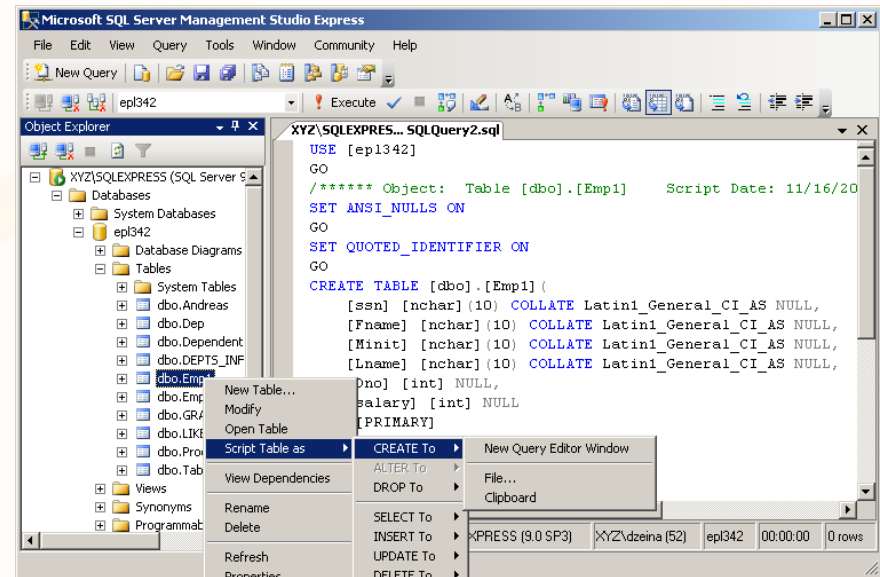 Microsoft SQL Server Management Studio Express
File Edit View Query Tools Window Community Help
New Query
epl342 Execute
Object Explorer
XYZ\SQLEXPRESS (SQL Server 9
Databases
System Databases
epl342
Database Diagrams
Tables
System Tables
dbo.Andreas
dbo.Dep
dbo.Dependent
dbo.DEPTS_INF
dbo.Emp1
dbo.Emp
dbo.GRA
dbo.LIKE
dbo.Pro
dbo.Tab
Views
Synonyms
Programmab
XYZ\SQLEXPRES... SQLQuery2.sql
USE [epl342]
GO
/****** Object: Table [dbo].[Emp1] Script Date: 11/16/20
SET ANSI_NULLS ON
GO
SET QUOTED_IDENTIFIER ON
GO
CREATE TABLE [dbo].[Emp1](
[ssn] [nchar](10) COLLATE Latin1_General_CI_AS NULL,
[Fname] [nchar](10) COLLATE Latin1_General_CI_AS NULL,
[Minit] [nchar](10) COLLATE Latin1_General_CI_AS NULL,
[Lname] [nchar](10) COLLATE Latin1_General_CI_AS NULL,
Dno] [int] NULL,
salary] [int] NULL
[PRIMARY]
New Table...
Modify
Open Table
Script Table as
View Dependencies
Rename
Delete
Refresh
Properties
CREATE To
ALTER To
DROP To
SELECT To
INSERT To
UPDATE To
DELETE To
New Query Editor Window
File...
Clipboard
XPRESS (9.0 SP3) XYZ\dzeina (52) epl342 00:00:00 0 rows